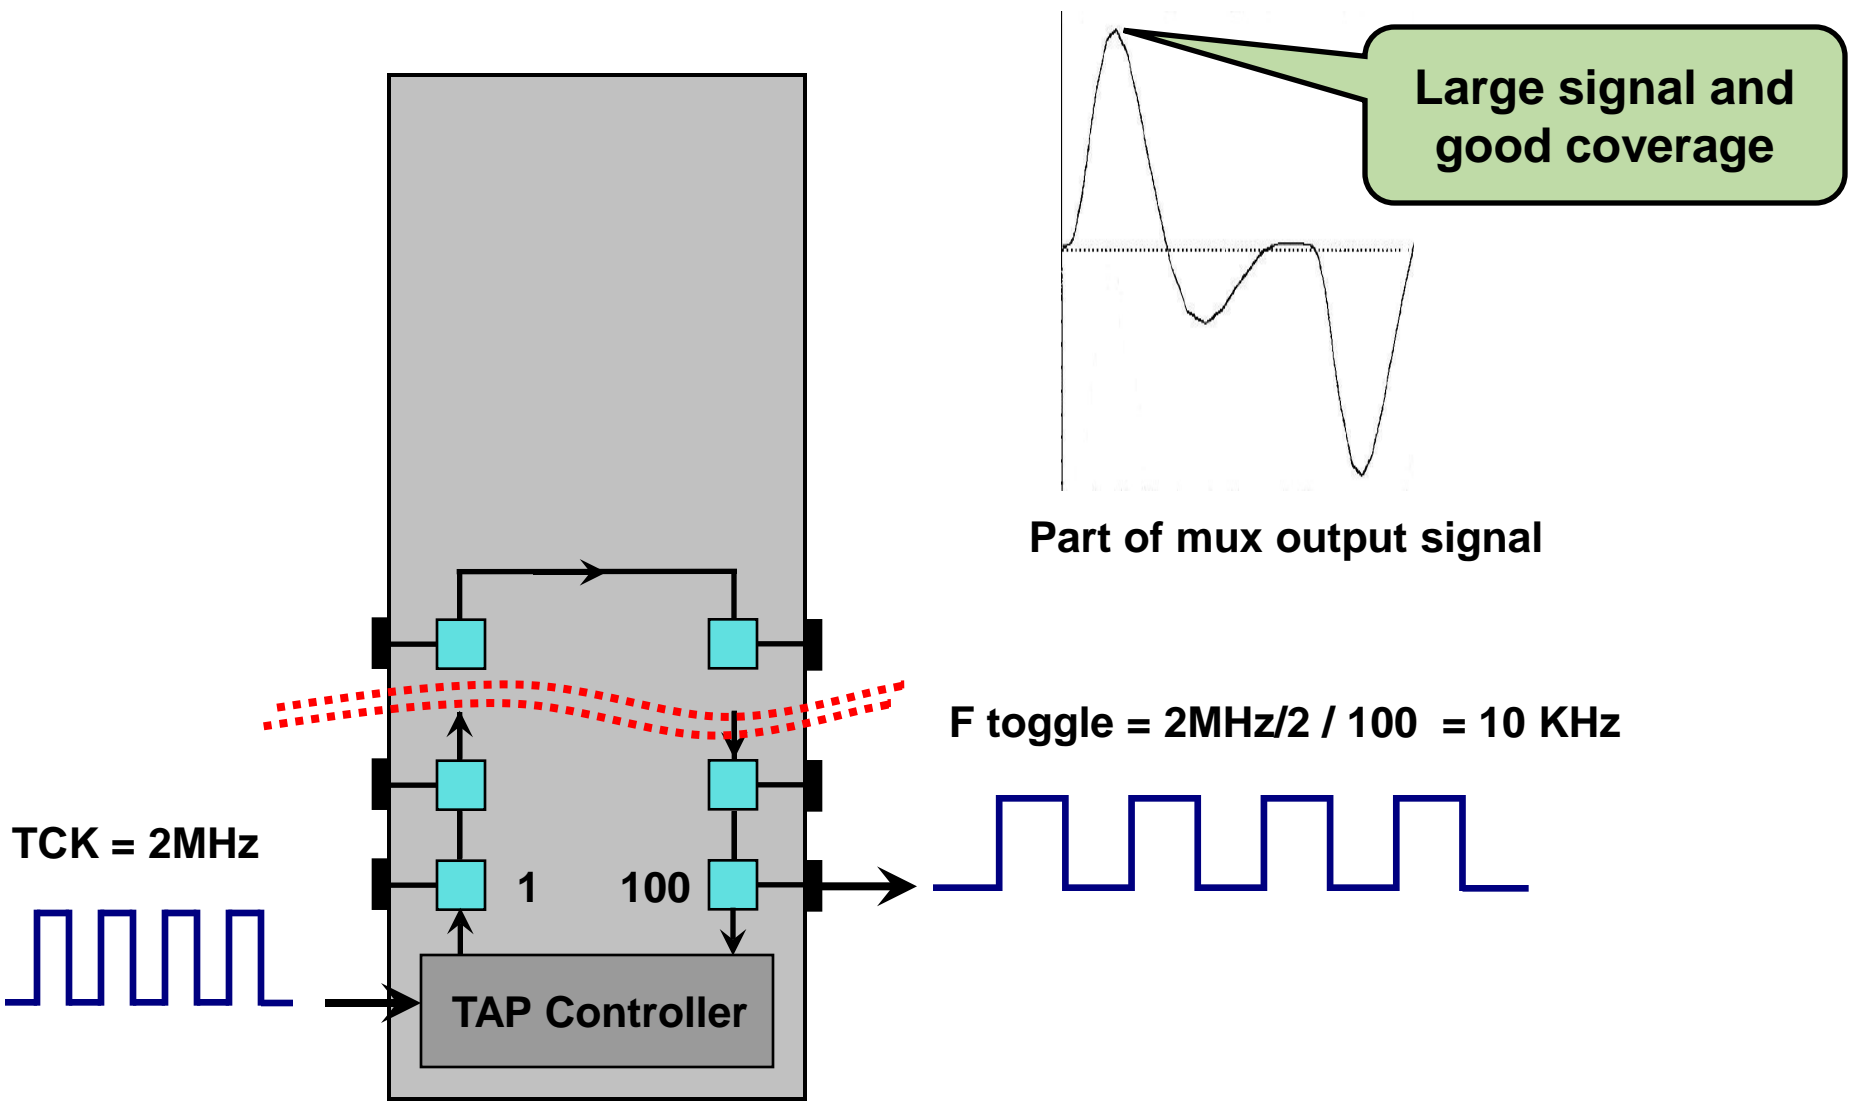 Large signal and
good coverage
Part of mux output signal
F toggle = 2MHz/2 / 100 = 10 KHz
TCK = 2MHz
1 100
TAP Controller